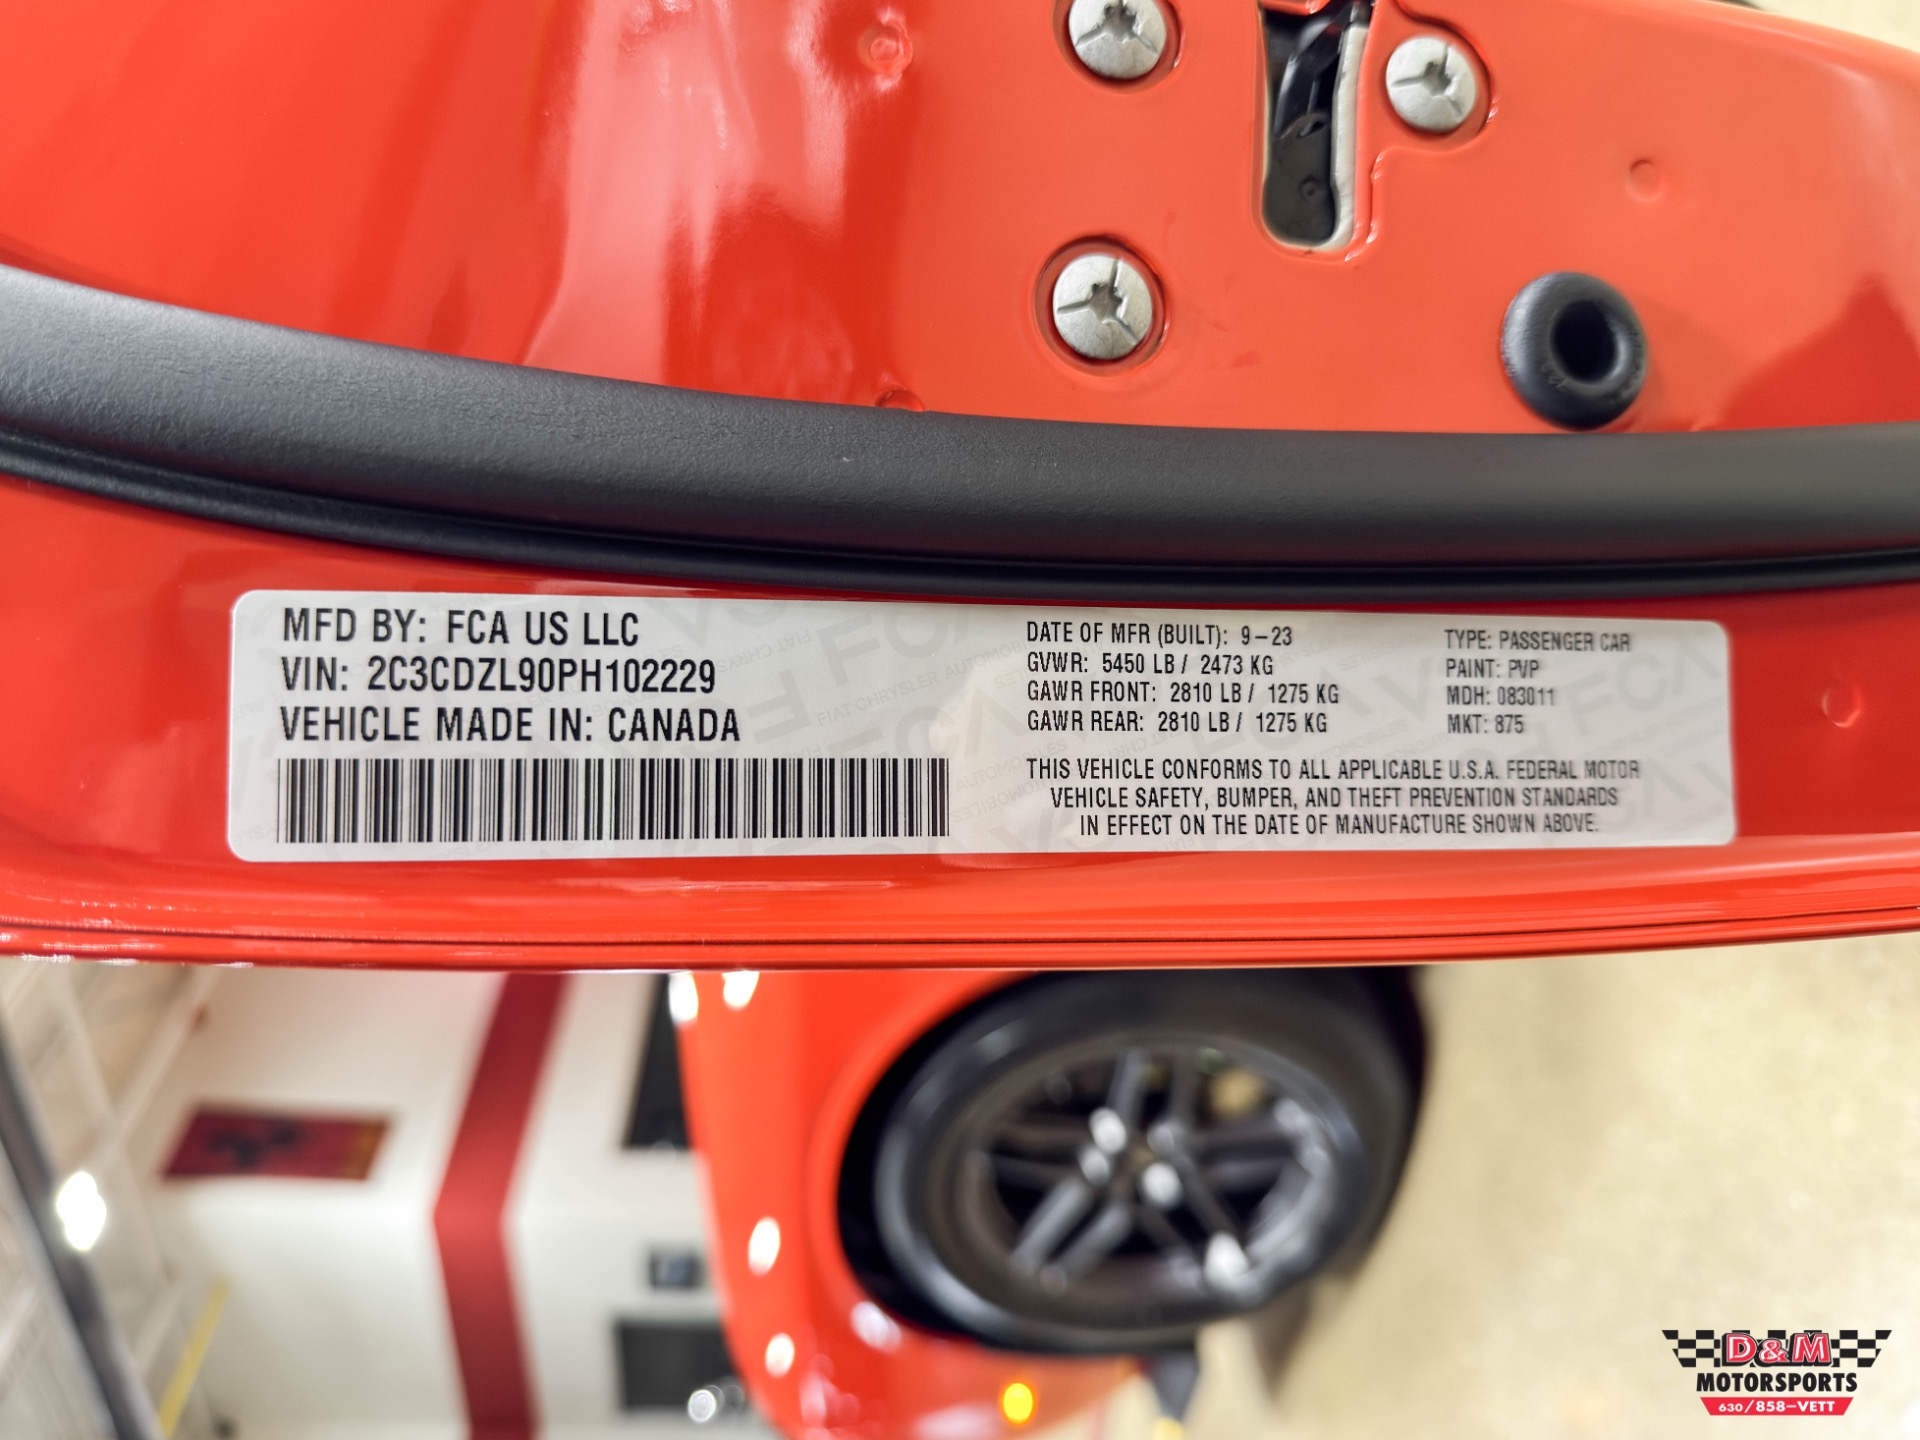 MFD BY: FCA US LLC
VIN: 2C3CDZL90PH102229
VEHICLE MADE IN: CANADA
DATE OF MFR (BUILT): 9-23
GVWR: 5450 LB / 2473 KG
GAWR FRONT: 2810 LB / 1275 KG
GAWR REAR: 2810 LB / 1275 KG
TYPE: PASSENGER CAR
PAINT: PVP
MDH: 083011
MKT: 875
THIS VEHICLE CONFORMS TO ALL APPLICABLE U.S.A. FEDERAL MOTOR
VEHICLE SAFETY, BUMPER, AND THEFT PREVENTION STANDARDS
IN EFFECT ON THE DATE OF MANUFACTURE SHOWN ABOVE.
D&M
MOTORSPORTS
630/858-VETT